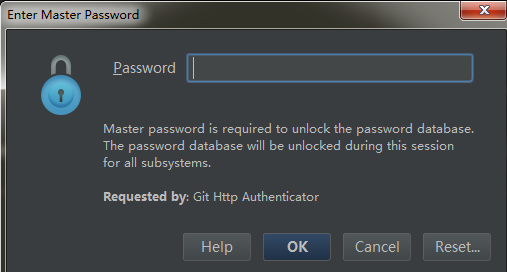 Enter Master Password
Password
Master password is required to unlock the password database.
The password database will be unlocked during this session
for all subsystems.
Requested by: Git Http Authenticator
Help OK Cancel Reset...